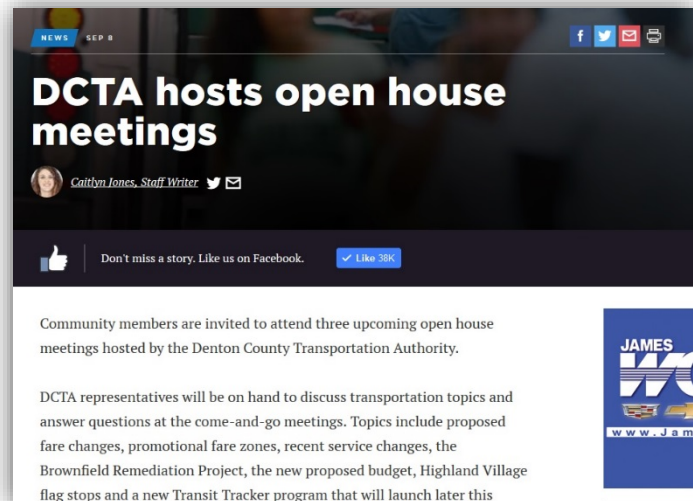 NEWS SEP 8
DCTA hosts open house
meetings
Caitlyn Jones, Staff Writer
Don't miss a story. Like us on Facebook.
Like 38K
Community members are invited to attend three upcoming open house
meetings hosted by the Denton County Transportation Authority.
DCTA representatives will be on hand to discuss transportation topics and
answer questions at the come-and-go meetings. Topics include proposed
fare changes, promotional fare zones, recent service changes, the
Brownfield Remediation Project, the new proposed budget, Highland Village
flag stops and a new Transit Tracker program that will launch later this
JAMES